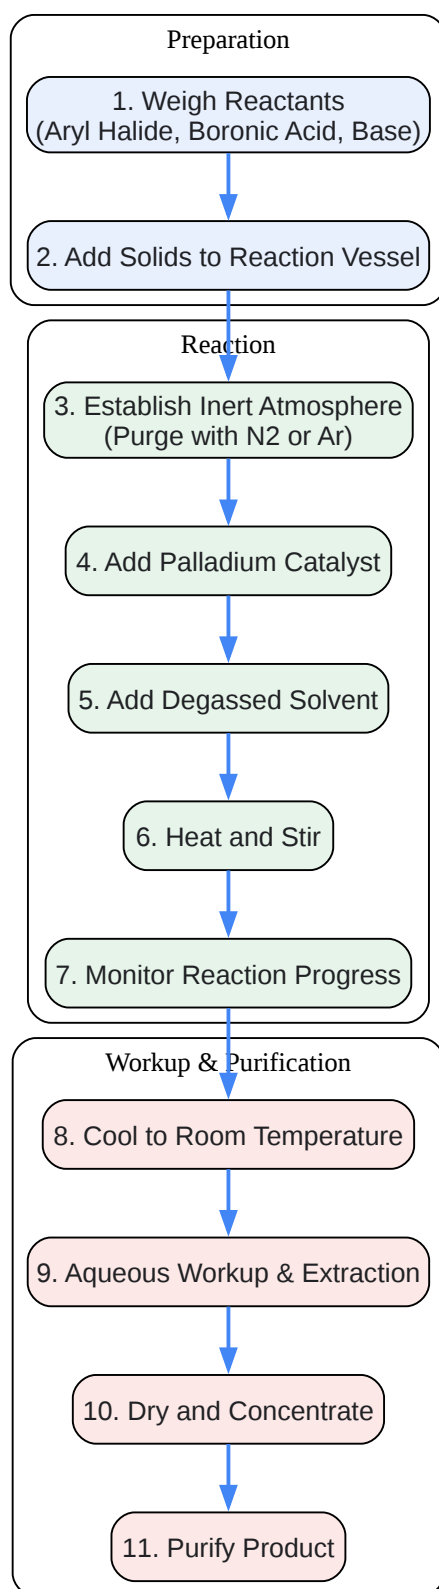 Preparation
1. Weigh Reactants
(Aryl Halide, Boronic Acid, Base)
2. Add Solids to Reaction Vessel
Reaction
3. Establish Inert Atmosphere
(Purge with N2 or Ar)
4. Add Palladium Catalyst
5. Add Degassed Solvent
6. Heat and Stir
7. Monitor Reaction Progress
Workup & Purification
8. Cool to Room Temperature
9. Aqueous Workup & Extraction
10. Dry and Concentrate
11. Purify Product